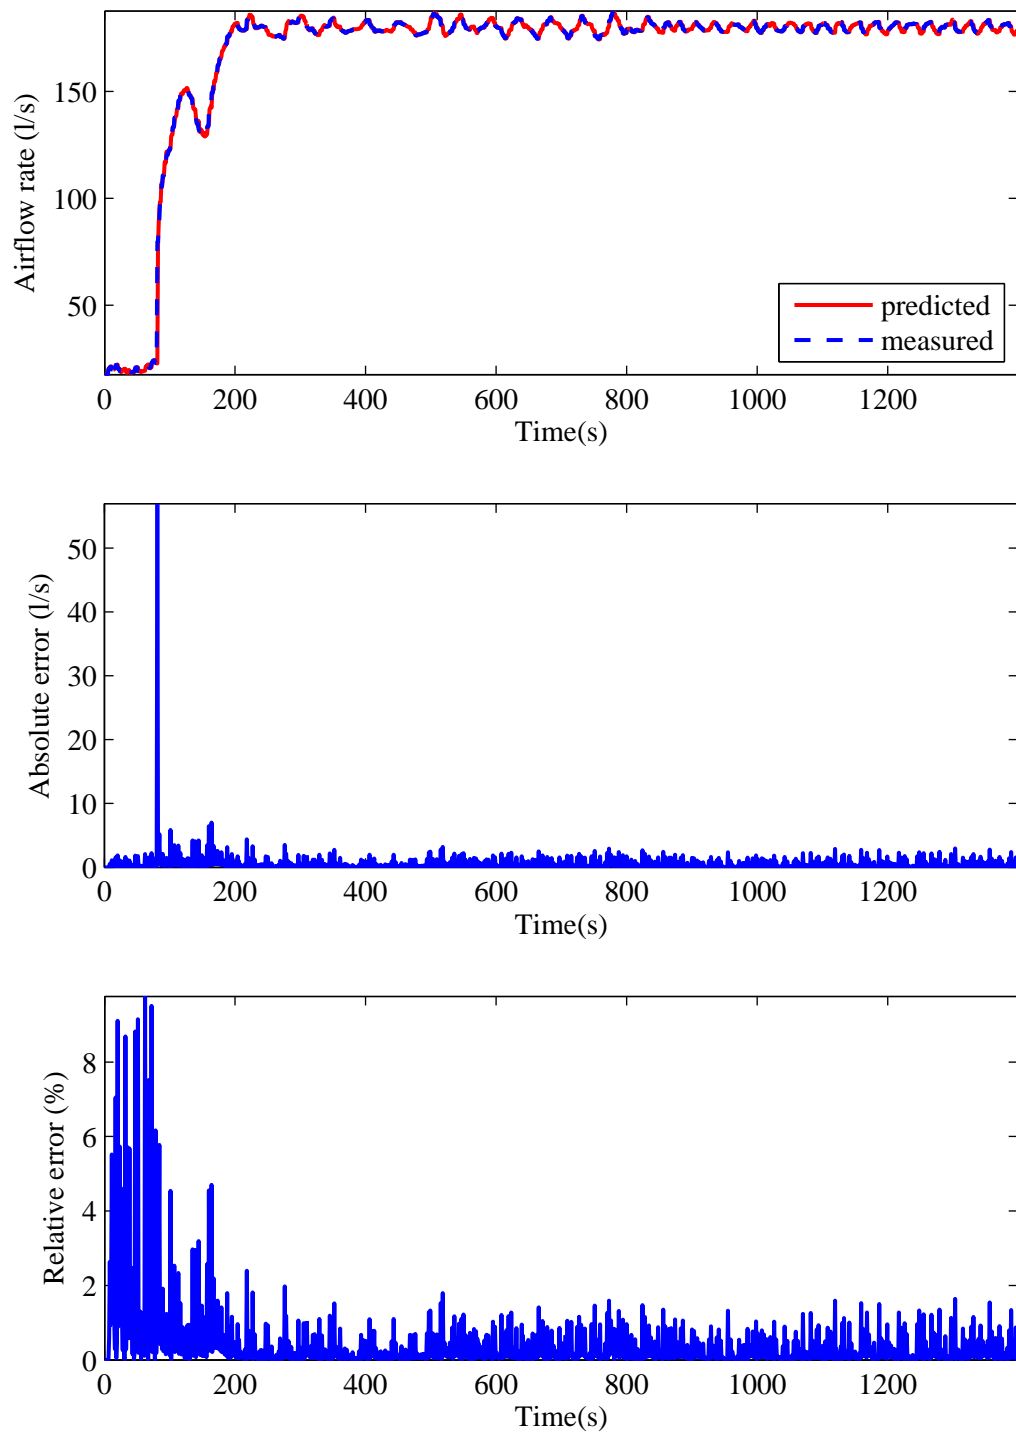 Airflow rate (l/s)
150
100
50
predicted
measured
0 200 400 600 800 1000 1200
Time(s)
Absolute error (l/s)
50
40
30
20
10
0
0 200 400 600 800 1000 1200
Time(s)
Relative error (%)
8
6
4
2
0
0 200 400 600 800 1000 1200
Time(s)